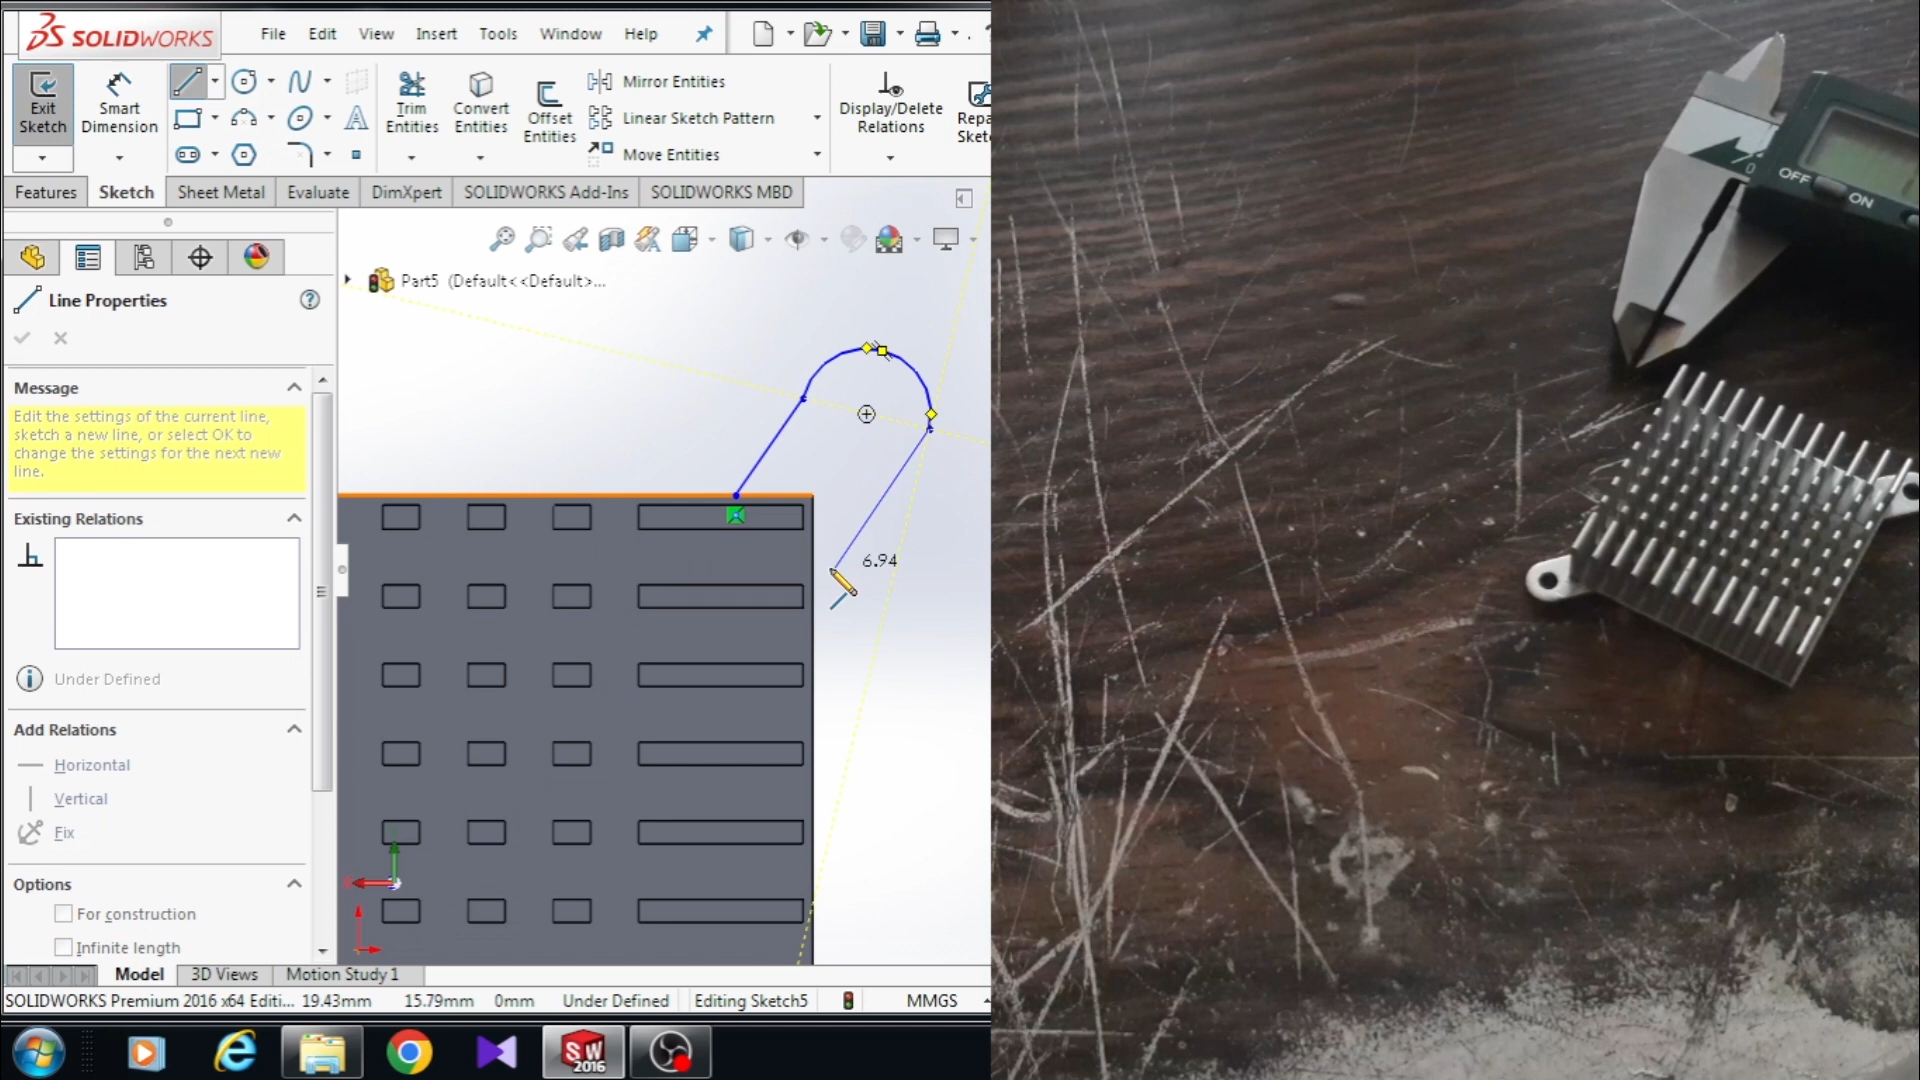 SOLIDWORKS
File Edit View Insert Tools Window Help
Exit Sketch
Smart Dimension
Trim Entities
Convert Entities
Offset Entities
Mirror Entities
Linear Sketch Pattern
Move Entities
Display/Delete Relations
Features Sketch Sheet Metal Evaluate DimXpert SOLIDWORKS Add-Ins SOLIDWORKS MBD
Part5 (Default<<Default>...
Line Properties
Message
Edit the settings of the current line,
sketch a new line, or select OK to
change the settings for the next new
line.
Existing Relations
Under Defined
Add Relations
Horizontal
Vertical
Fix
Options
For construction
Infinite length
6.94
Model 3D Views Motion Study 1
SOLIDWORKS Premium 2016 x64 Editi... 19.43mm 15.79mm 0mm Under Defined Editing Sketch5 MMGS
SW
2016
OFF
ON
0